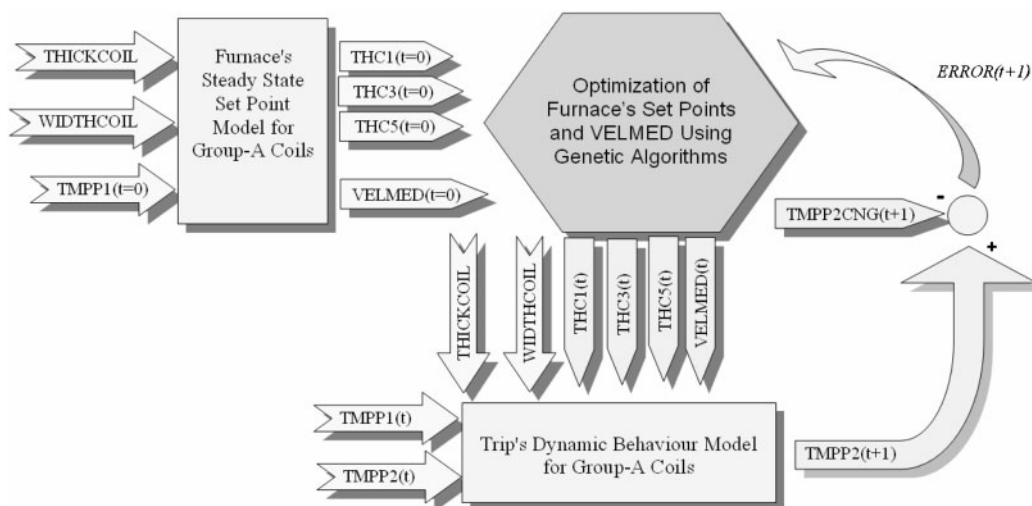 THICKCOIL
WIDTHCOIL
TMPP1(t=0)
Furnace's
Steady State
Set Point
Model for
Group-A Coils
THC1(t=0)
THC3(t=0)
THC5(t=0)
VELMED(t=0)
Optimization of
Furnace's Set Points
and VELMED Using
Genetic Algorithms
ERROR(t+1)
TMPP2CNG(t+1)
-
+
THICKCOIL
WIDTHCOIL
THC1(t)
THC3(t)
THC5(t)
VELMED(t)
TMPP1(t)
TMPP2(t)
Trip's Dynamic Behaviour Model
for Group-A Coils
TMPP2(t+1)